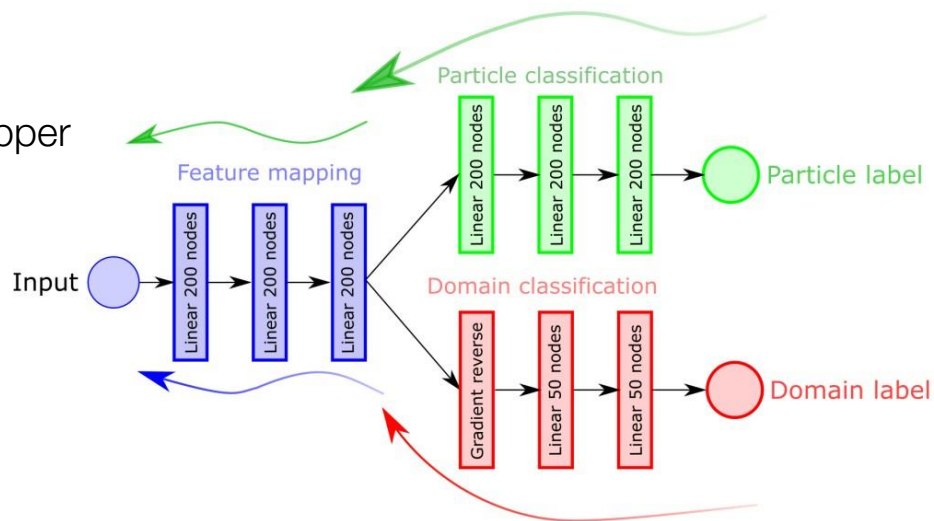 Particle classification
Feature mapping
Linear 200 nodes
Linear 200 nodes
Linear 200 nodes
Particle label
Input
Linear 200 nodes
Linear 200 nodes
Linear 200 nodes
Domain classification
Gradient reverse
Linear 50 nodes
Linear 50 nodes
Domain label